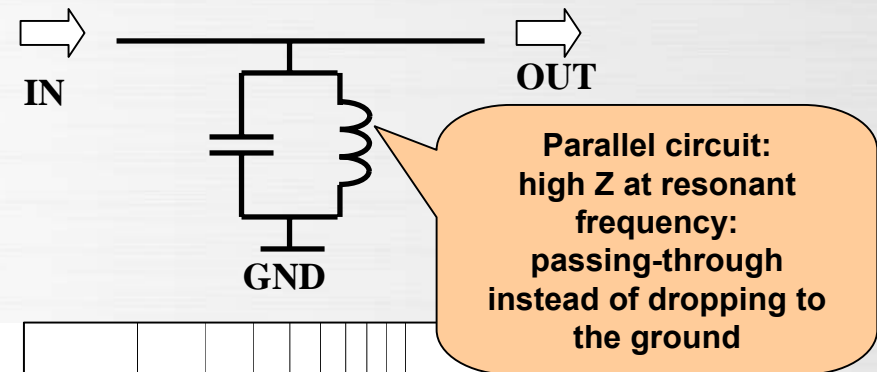 IN
OUT
Parallel circuit:
high Z at resonant
frequency:
passing-through
instead of dropping to
the ground
GND